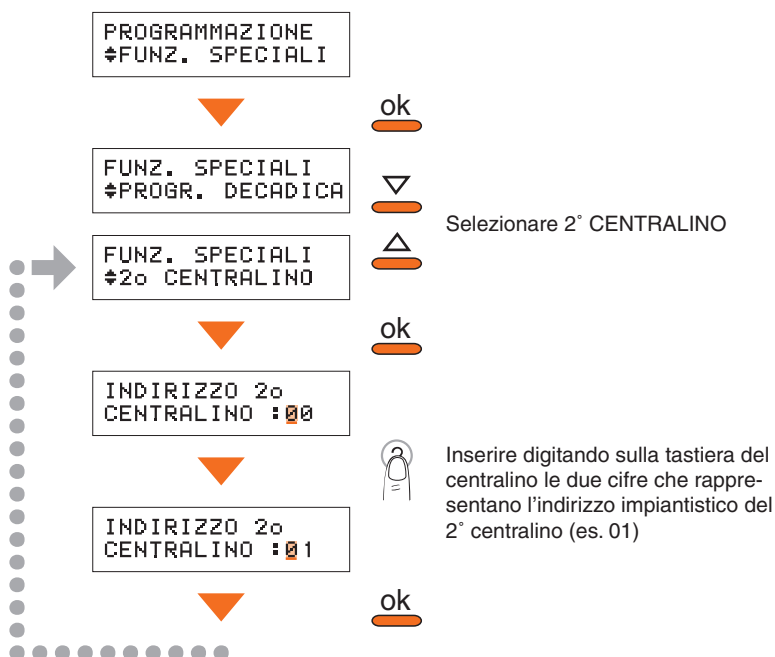 PROGRAMMAZIONE
FUNZ. SPECIALI
ok
FUNZ. SPECIALI
PROGR. DECADICA
Selezionare 2° CENTRALINO
FUNZ. SPECIALI
2o CENTRALINO
ok
INDIRIZZO 2o
CENTRALINO :00
Inserire digitando sulla tastiera del
centralino le due cifre che rappre-
sentano l'indirizzo impiantistico del
2° centralino (es. 01)
INDIRIZZO 2o
CENTRALINO :01
ok